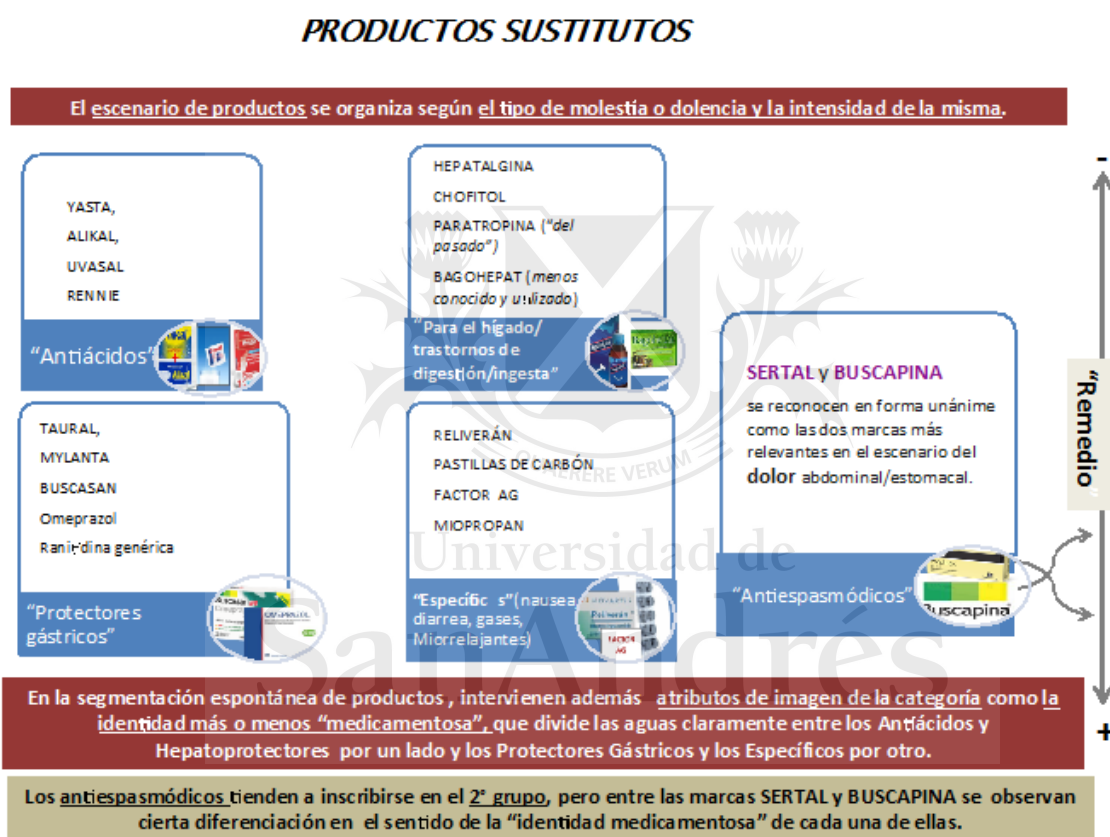 PRODUCTOS SUSTITUTOS
El escenario de productos se organiza según el tipo de molestia o dolencia y la intensidad de la misma.
YASTA,
ALIKAL,
UVASAL
RENNIE
"Antiácidos"
HEPATALGINA
CHOFITOL
PARATROPINA ("del
pasado")
BAGOHEPAT (menos
conocido y utilizado)
"Para el hígado/
trastornos de
digestión/ingesta"
TAURAL,
MYLANTA
BUSCASAN
Omeprazol
Ranitidina genérica
"Protectores
gástricos"
RELIVERÁN
PASTILLAS DE CARBÓN
FACTOR AG
MIOPROPAN
"Específic s"(nausea,
diarrea, gases,
Miorrelajantes)
Reliverán
FACTOR
AG
SERTAL y BUSCAPINA
se reconocen en forma unánime
como las dos marcas más
relevantes en el escenario del
dolor abdominal/estomacal.
"Antiespasmódicos"
Buscapina
-
"Remedio"
+
QUAERERE VERUM
Universidad de
SanAndrés
En la segmentación espontánea de productos , intervienen además atributos de imagen de la categoría como la
identidad más o menos "medicamentosa", que divide las aguas claramente entre los Antiácidos y
Hepatoprotectores por un lado y los Protectores Gástricos y los Específicos por otro.
Los antiespasmódicos tienden a inscribirse en el 2° grupo, pero entre las marcas SERTAL y BUSCAPINA se observan
cierta diferenciación en el sentido de la "identidad medicamentosa" de cada una de ellas.